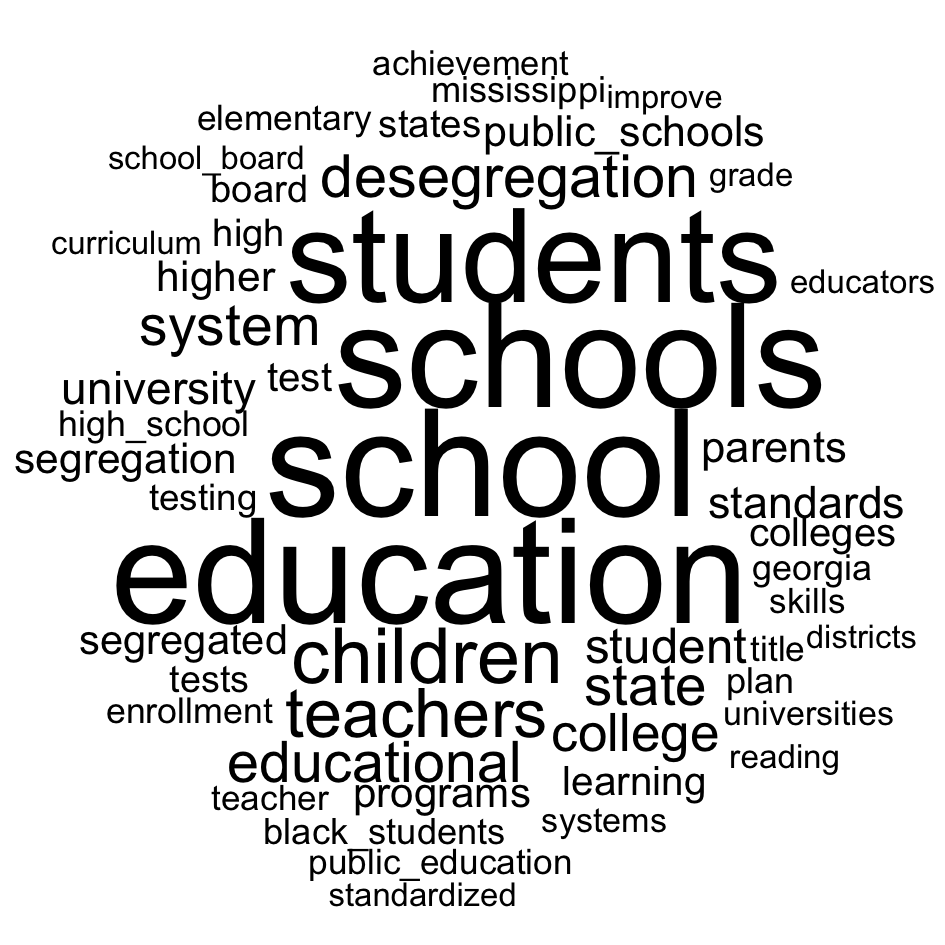 achievement
mississippi improve
elementary states public_schools
school_board
board desegregation grade
curriculum high students
higher educators
system schools
university test
high_school
segregation school parents
testing standards
colleges
education georgia
skills
segregated children student title districts
tests state plan
enrollment teachers college universities
educational learning reading
teacher programs
black_students systems
public_education
standardized